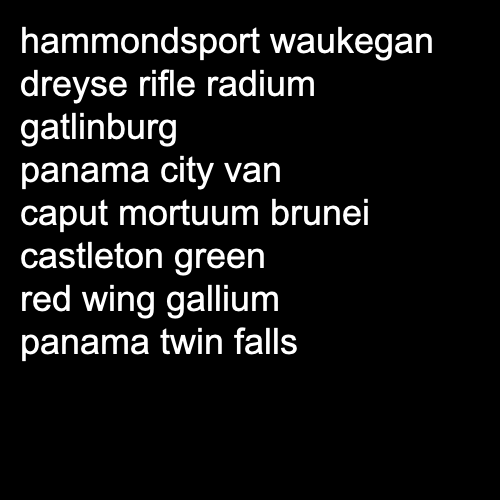 hammondsport waukegan
dreyse rifle radium
gatlinburg
panama city van
caput mortuum brunei
castleton green
red wing gallium
panama twin falls